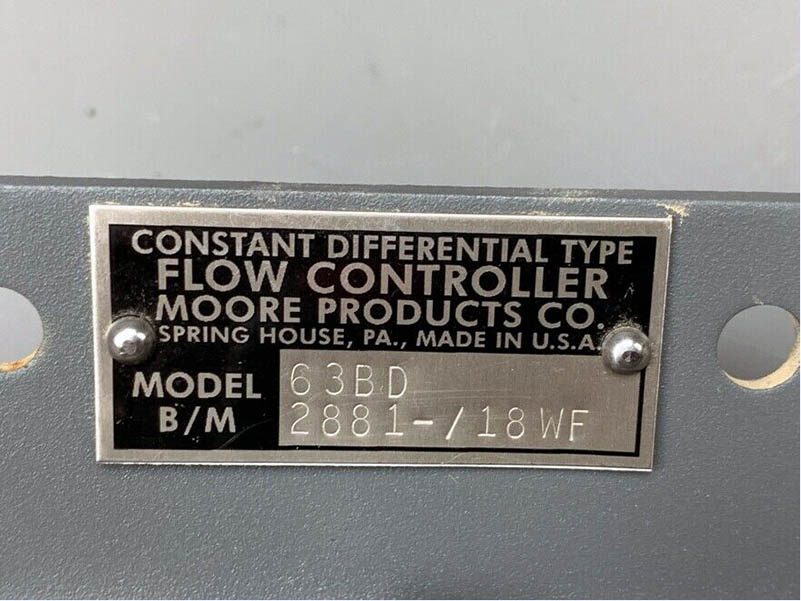 CONSTANT DIFFERENTIAL TYPE
FLOW CONTROLLER
MOORE PRODUCTS CO.
SPRING HOUSE, PA., MADE IN U.S.A.
MODEL 63BD
B/M 2881-/18WF